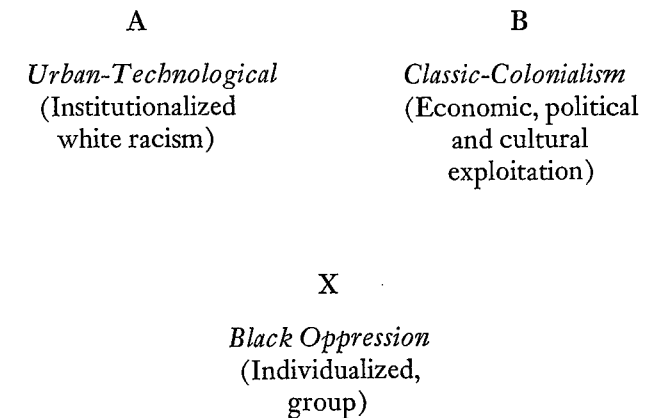 A
Urban-Technological
(Institutionalized
white racism)
B
Classic-Colonialism
(Economic, political
and cultural
exploitation)
X
Black Oppression
(Individualized,
group)